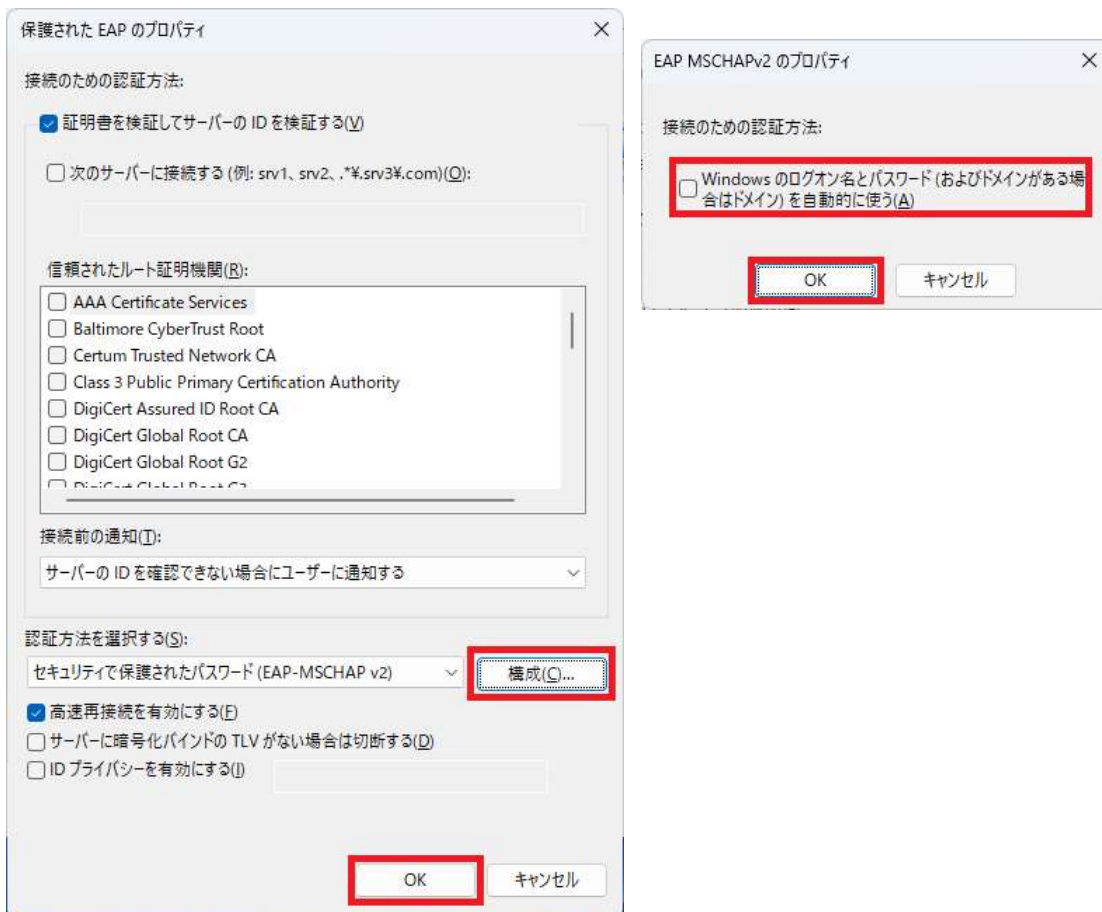 保護された EAP のプロパティ
接続のための認証方法:
証明書を検証してサーバーの ID を検証する(V)
次のサーバーに接続する (例: srv1、srv2、.*¥.srv3¥.com)(O):
信頼されたルート証明機関(R):
AAA Certificate Services
Baltimore CyberTrust Root
Certum Trusted Network CA
Class 3 Public Primary Certification Authority
DigiCert Assured ID Root CA
DigiCert Global Root CA
DigiCert Global Root G2
DigiCert Global Root G3
接続前の通知(T):
サーバーの ID を確認できない場合にユーザーに通知する
認証方法を選択する(S):
セキュリティで保護されたパスワード (EAP-MSCHAP v2)
構成(C)...
高速再接続を有効にする(F)
サーバーに暗号化バインドの TLV がない場合は切断する(D)
ID プライバシーを有効にする(I)
OK
キャンセル
EAP MSCHAPv2 のプロパティ
接続のための認証方法:
Windows のログオン名とパスワード (およびドメインがある場
合はドメイン) を自動的に使う(A)
OK
キャンセル